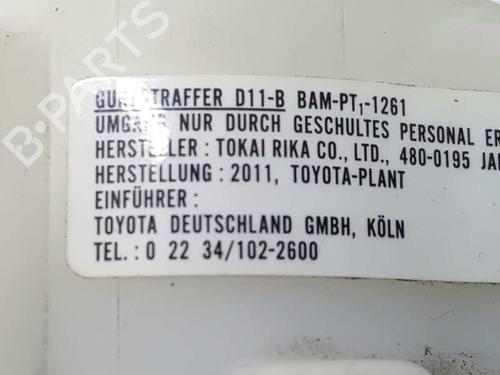 B-PARTS
GURTSTRAFFER D11-B BAM-PT₁-1261
UMGANG NUR DURCH GESCHULTES PERSONAL
HERSTELLER : TOKAI RIKA CO., LTD., 480-0195
HERSTELLUNG : 2011, TOYOTA-PLANT
EINFÜHRER :
TOYOTA DEUTSCHLAND GMBH, KÖLN
TEL.: 0 22 34/102-2600